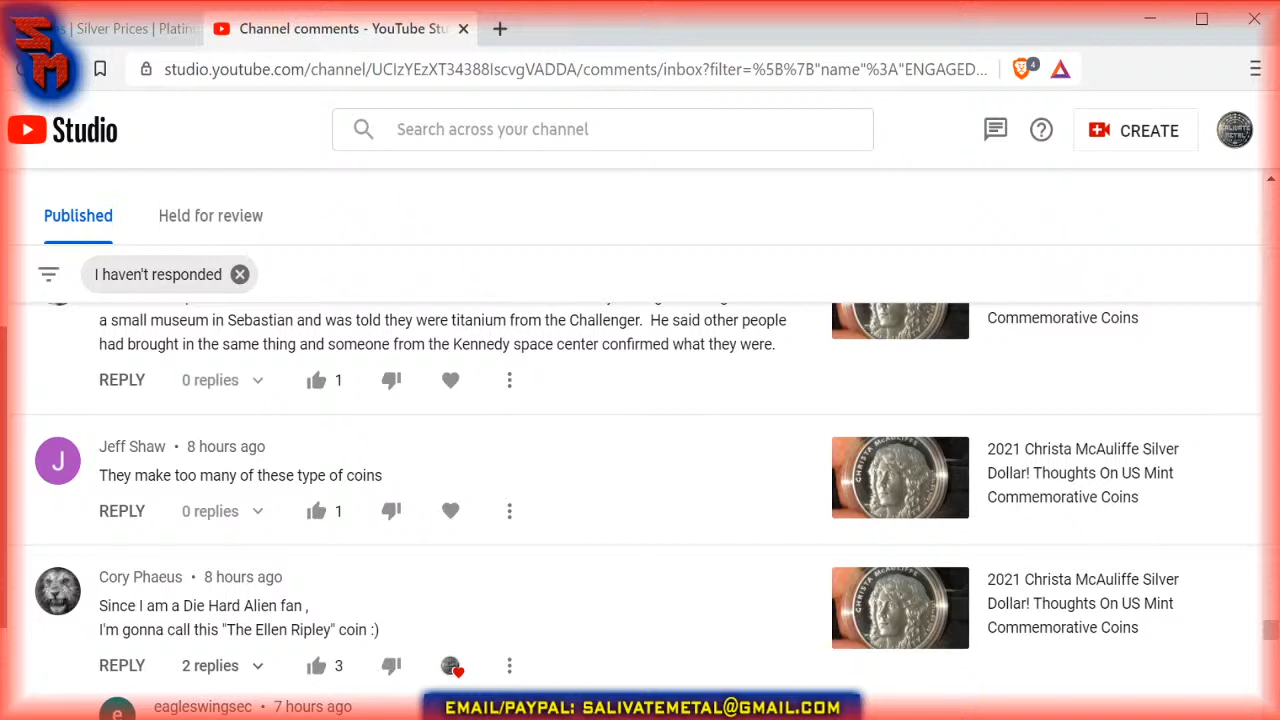 s | Silver Prices | Platinu
Channel comments - YouTube Stu
SM
studio.youtube.com/channel/UCIzYEzXT34388IscvgVADDA/comments/inbox?filter=%5B%7B"name"%3A"ENGAGED...
4
Studio
Search across your channel
CREATE
Published
Held for review
I haven't responded
a small museum in Sebastian and was told they were titanium from the Challenger. He said other people
had brought in the same thing and someone from the Kennedy space center confirmed what they were.
Commemorative Coins
REPLY 0 replies 1
J
Jeff Shaw • 8 hours ago
They make too many of these type of coins
REPLY 0 replies 1
CHRISTA MCAULIFFE
2021 Christa McAuliffe Silver
Dollar! Thoughts On US Mint
Commemorative Coins
Cory Phaeus • 8 hours ago
Since I am a Die Hard Alien fan ,
I'm gonna call this "The Ellen Ripley" coin :)
REPLY 2 replies 3
CHRISTA MCAULIFFE
2021 Christa McAuliffe Silver
Dollar! Thoughts On US Mint
Commemorative Coins
e
eagleswingsec • 7 hours ago
EMAIL/PAYPAL: SALIVATEMETAL@GMAIL.COM